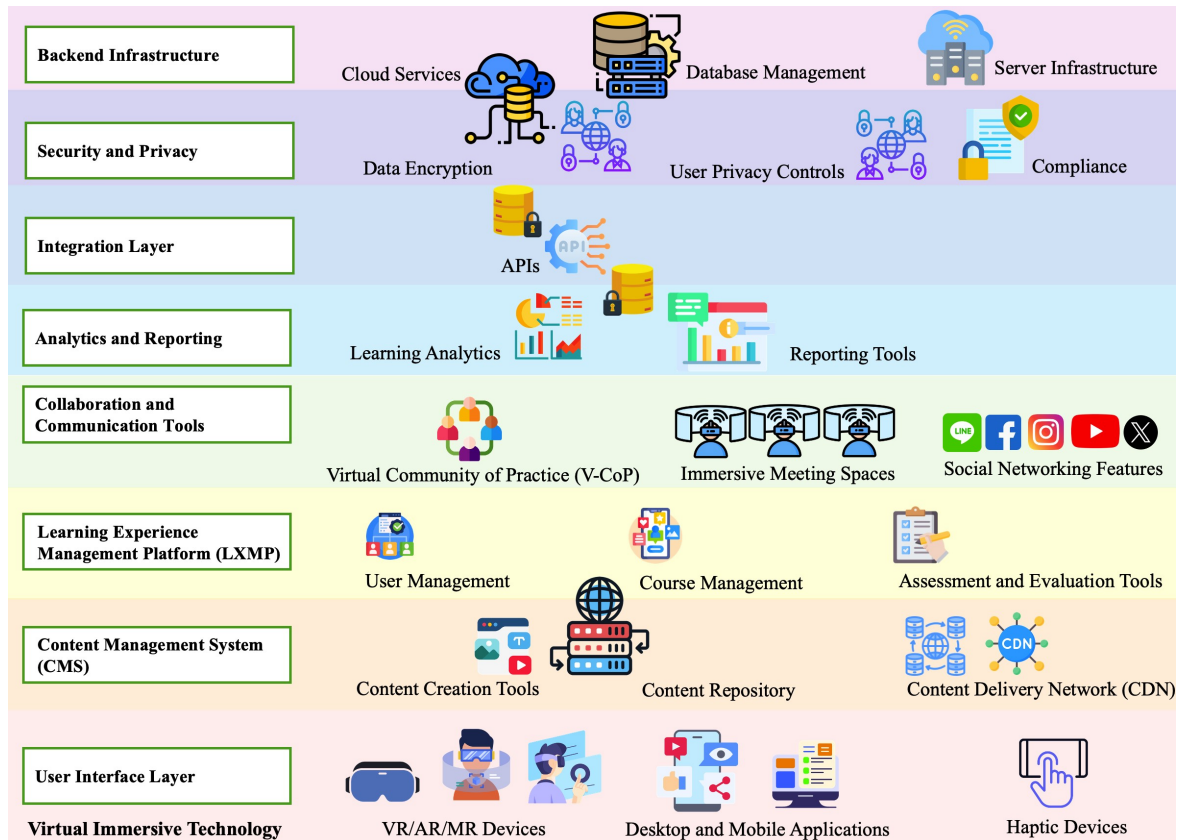 Backend Infrastructure
Cloud Services
Database Management
Server Infrastructure
Security and Privacy
Data Encryption
User Privacy Controls
Compliance
Integration Layer
API
APIs
Analytics and Reporting
Learning Analytics
Reporting Tools
Collaboration and
Communication Tools
LINE
Virtual Community of Practice (V-CoP)
Immersive Meeting Spaces
Social Networking Features
Learning Experience
Management Platform (LXMP)
User Management
Course Management
Assessment and Evaluation Tools
Content Management System
(CMS)
T
CDN
Content Creation Tools
Content Repository
Content Delivery Network (CDN)
User Interface Layer
Virtual Immersive Technology
VR/AR/MR Devices
Desktop and Mobile Applications
Haptic Devices